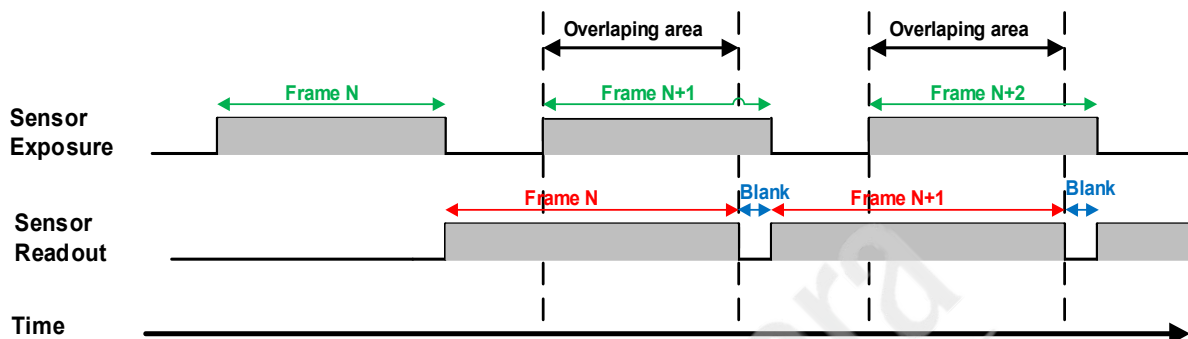 Overlaping area
Overlaping area
Frame N
Frame N+1
Frame N+2
Sensor
Exposure
Blank
Blank
Frame N
Frame N+1
Sensor
Readout
Time